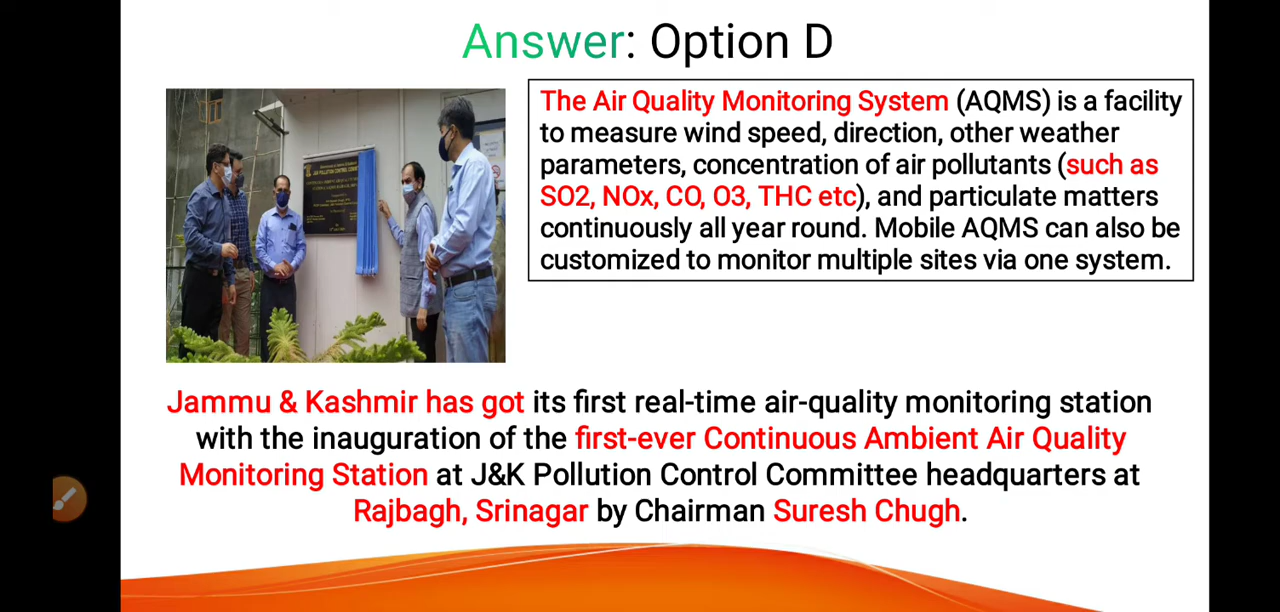 Answer: Option D
The Air Quality Monitoring System (AQMS) is a facility
to measure wind speed, direction, other weather
parameters, concentration of air pollutants (such as
SO2, NOx, CO, O3, THC etc), and particulate matters
continuously all year round. Mobile AQMS can also be
customized to monitor multiple sites via one system.
J&K POLLUTION CONTROL
Jammu & Kashmir has got its first real-time air-quality monitoring station
with the inauguration of the first-ever Continuous Ambient Air Quality
Monitoring Station at J&K Pollution Control Committee headquarters at
Rajbagh, Srinagar by Chairman Suresh Chugh.